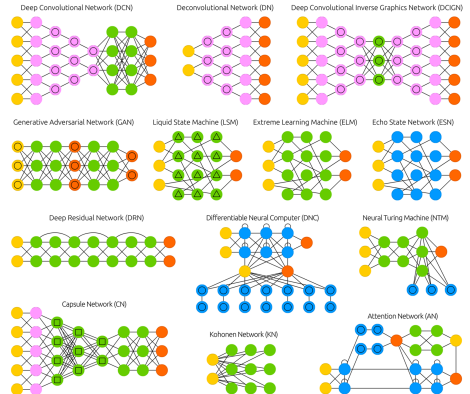 Deep Convolutional Network (DCN)
Deconvolutional Network (DN)
Deep Convolutional Inverse Graphics Network (DCIGN)
Generative Adversarial Network (GAN)
Liquid State Machine (LSM)
Extreme Learning Machine (ELM)
Echo State Network (ESN)
Deep Residual Network (DRN)
Differentiable Neural Computer (DNC)
Neural Turing Machine (NTM)
Capsule Network (CN)
Kohonen Network (KN)
Attention Network (AN)